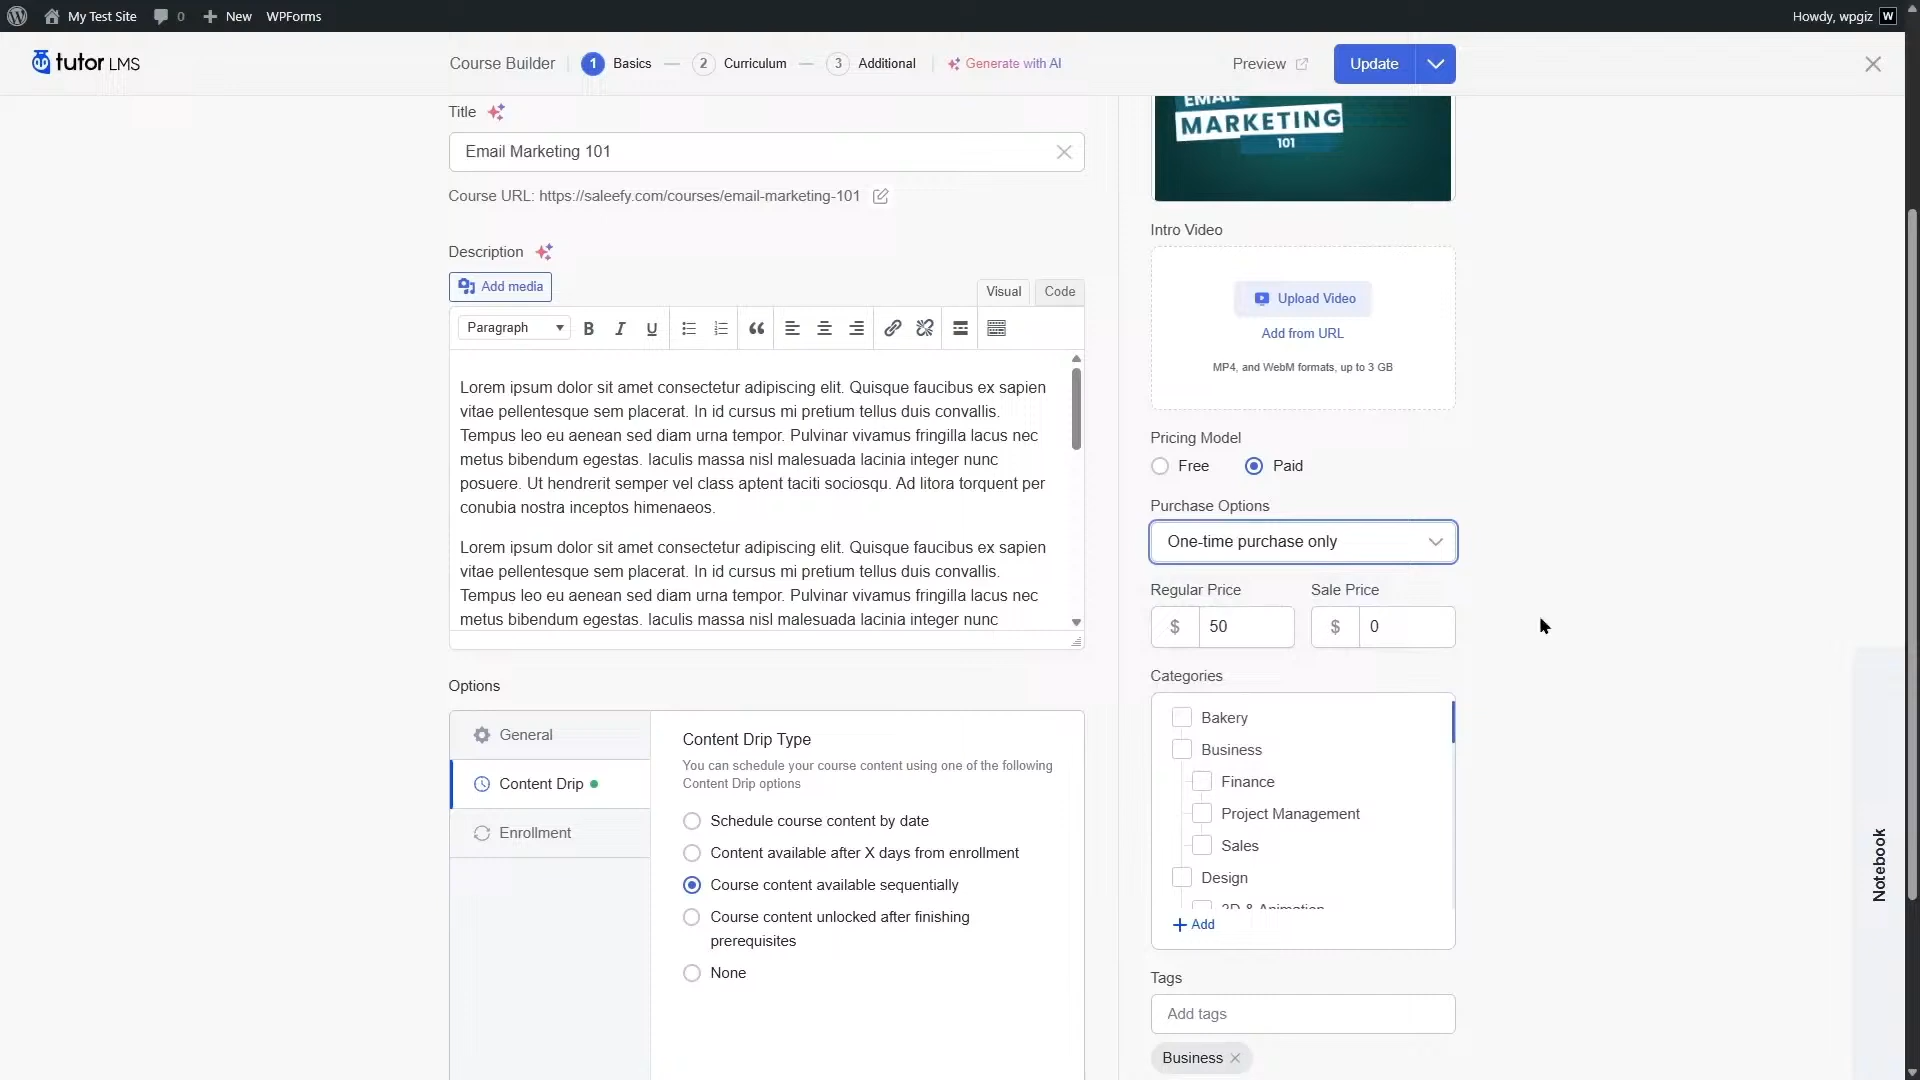 My Test Site
0
New
WPForms
Howdy, wpgiz
tutor LMS
Course Builder
1 Basics
2 Curriculum
3 Additional
Generate with AI
Preview
Update
Title
Email Marketing 101
Course URL: https://saleefy.com/courses/email-marketing-101
Description
Add media
Visual
Code
Paragraph
B I U
Lorem ipsum dolor sit amet consectetur adipiscing elit. Quisque faucibus ex sapien
vitae pellentesque sem placerat. In id cursus mi pretium tellus duis convallis.
Tempus leo eu aenean sed diam urna tempor. Pulvinar vivamus fringilla lacus nec
metus bibendum egestas. Iaculis massa nisl malesuada lacinia integer nunc
posuere. Ut hendrerit semper vel class aptent taciti sociosqu. Ad litora torquent per
conubia nostra inceptos himenaeos.
Lorem ipsum dolor sit amet consectetur adipiscing elit. Quisque faucibus ex sapien
vitae pellentesque sem placerat. In id cursus mi pretium tellus duis convallis.
Tempus leo eu aenean sed diam urna tempor. Pulvinar vivamus fringilla lacus nec
metus bibendum egestas. Iaculis massa nisl malesuada lacinia integer nunc
Options
General
Content Drip
Enrollment
Content Drip Type
You can schedule your course content using one of the following
Content Drip options
Schedule course content by date
Content available after X days from enrollment
Course content available sequentially
Course content unlocked after finishing
prerequisites
None
EMAIL
MARKETING
101
Intro Video
Upload Video
Add from URL
MP4, and WebM formats, up to 3 GB
Pricing Model
Free
Paid
Purchase Options
One-time purchase only
Regular Price
Sale Price
$ 50
$ 0
Categories
Bakery
Business
Finance
Project Management
Sales
Design
2D & Animation
Add
Tags
Add tags
Business
Notebook